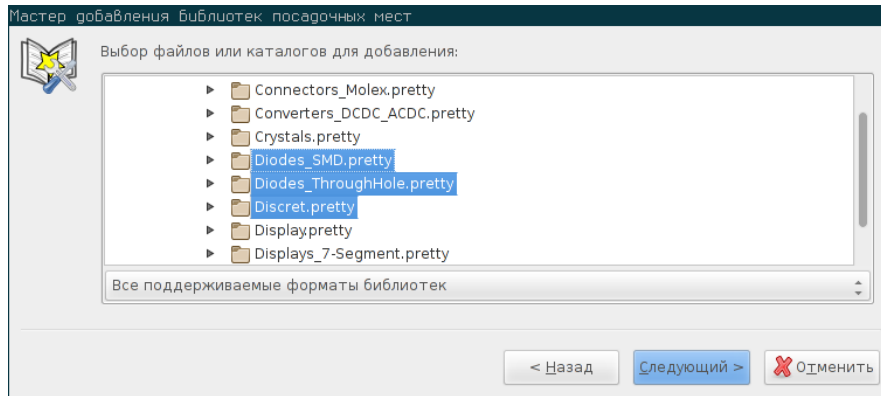 Мастер добавления библиотек посадочных мест
Выбор файлов или каталогов для добавления:
Connectors_Molex.pretty
Converters_DCDC_ACDC.pretty
Crystals.pretty
Diodes_SMD.pretty
Diodes_ThroughHole.pretty
Discret.pretty
Display.pretty
Displays_7-Segment.pretty
Все поддерживаемые форматы библиотек
< Назад Следующий > Отменить